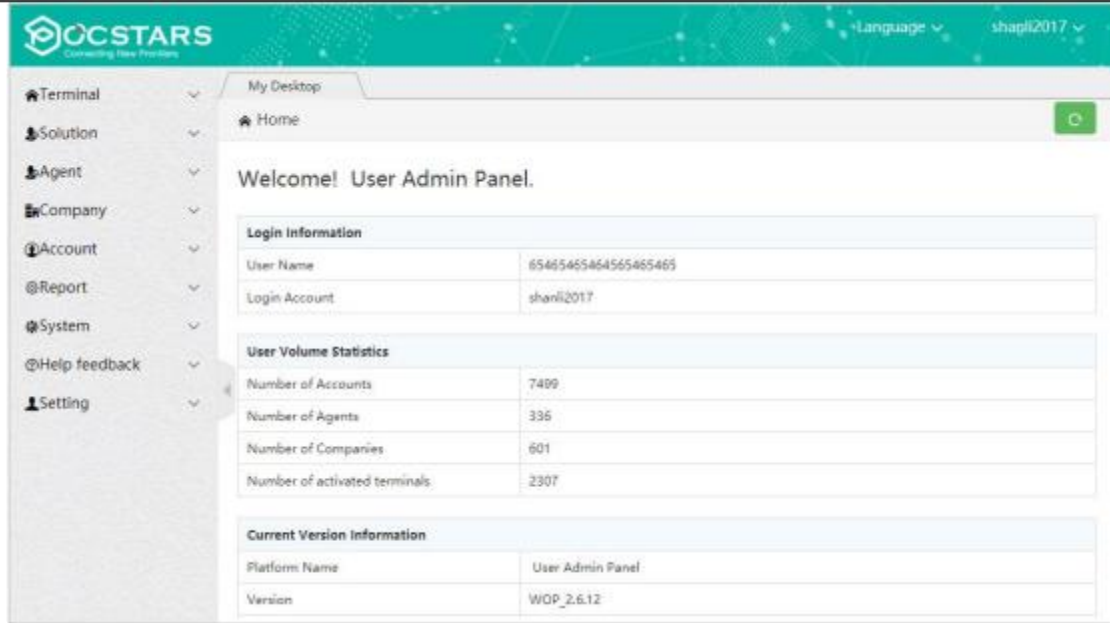 POCSTARS
Connecting New Frontiers
Language
shanli2017
Terminal
Solution
Agent
Company
Account
Report
System
Help feedback
Setting
My Desktop
Home
Welcome! User Admin Panel.
Login Information
User Name 65465465464565465465
Login Account shanli2017
User Volume Statistics
Number of Accounts 7499
Number of Agents 336
Number of Companies 601
Number of activated terminals 2307
Current Version Information
Platform Name User Admin Panel
Version WOP_2.6.12